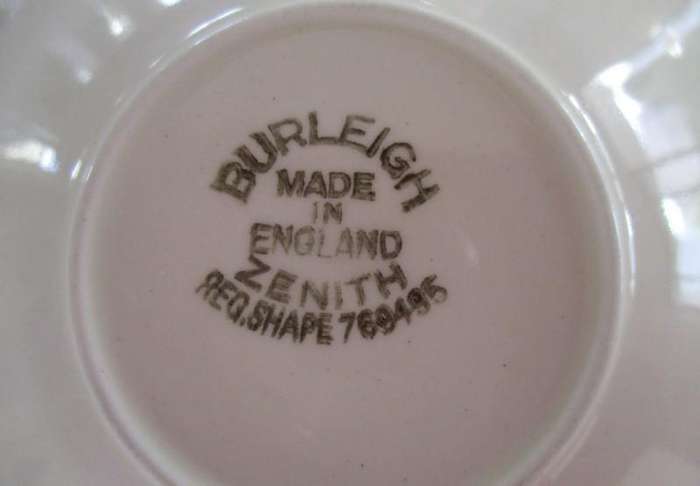 BURLEIGH
MADE
IN
ENGLAND
ZENITH
REG.SHAPE 769495